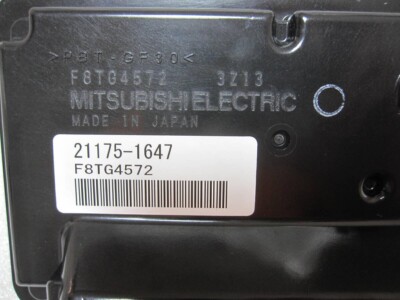 >PBT-GF30<
F8TG4572 3Z13
MITSUBISHI ELECTRIC
MADE IN JAPAN
21175-1647
F8TG4572